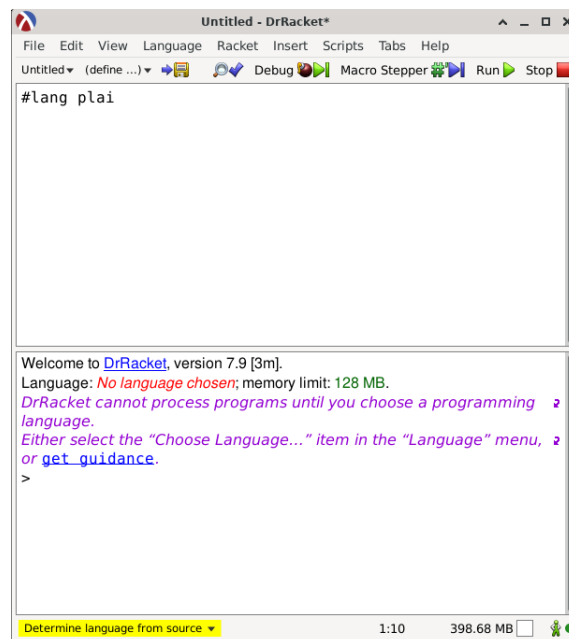 Untitled - DrRacket*
File Edit View Language Racket Insert Scripts Tabs Help
Untitled (define ...) Debug Macro Stepper Run Stop
#lang plai
Welcome to DrRacket, version 7.9 [3m].
Language: No language chosen; memory limit: 128 MB.
DrRacket cannot process programs until you choose a programming
language.
Either select the “Choose Language…” item in the “Language” menu,
or get guidance.
>
Determine language from source 1:10 398.68 MB